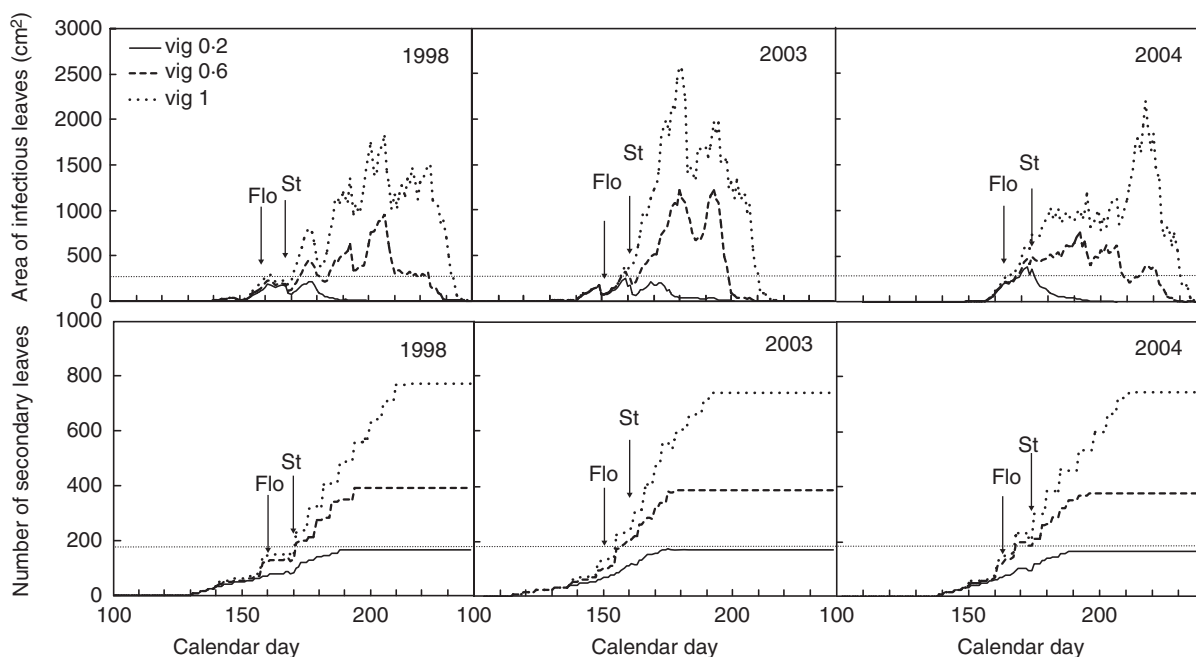 Area of infectious leaves (cm²)
3000
2500
2000
1500
1000
500
0
vig 0·2
vig 0·6
vig 1
1998
Flo
St
2003
Flo
St
2004
Flo
St
Number of secondary leaves
1000
800
600
400
200
0
1998
Flo
St
2003
Flo
St
2004
Flo
St
100 150 200 100 150 200 100 150 200
Calendar day Calendar day Calendar day